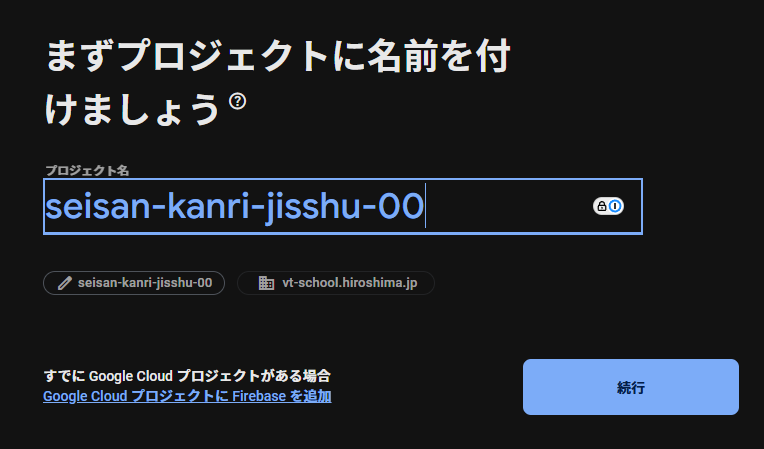 まずプロジェクトに名前を付
けましょう
プロジェクト名
seisan-kanri-jisshu-00
seisan-kanri-jisshu-00 vt-school.hiroshima.jp
すでに Google Cloud プロジェクトがある場合
Google Cloud プロジェクトに Firebase を追加
続行